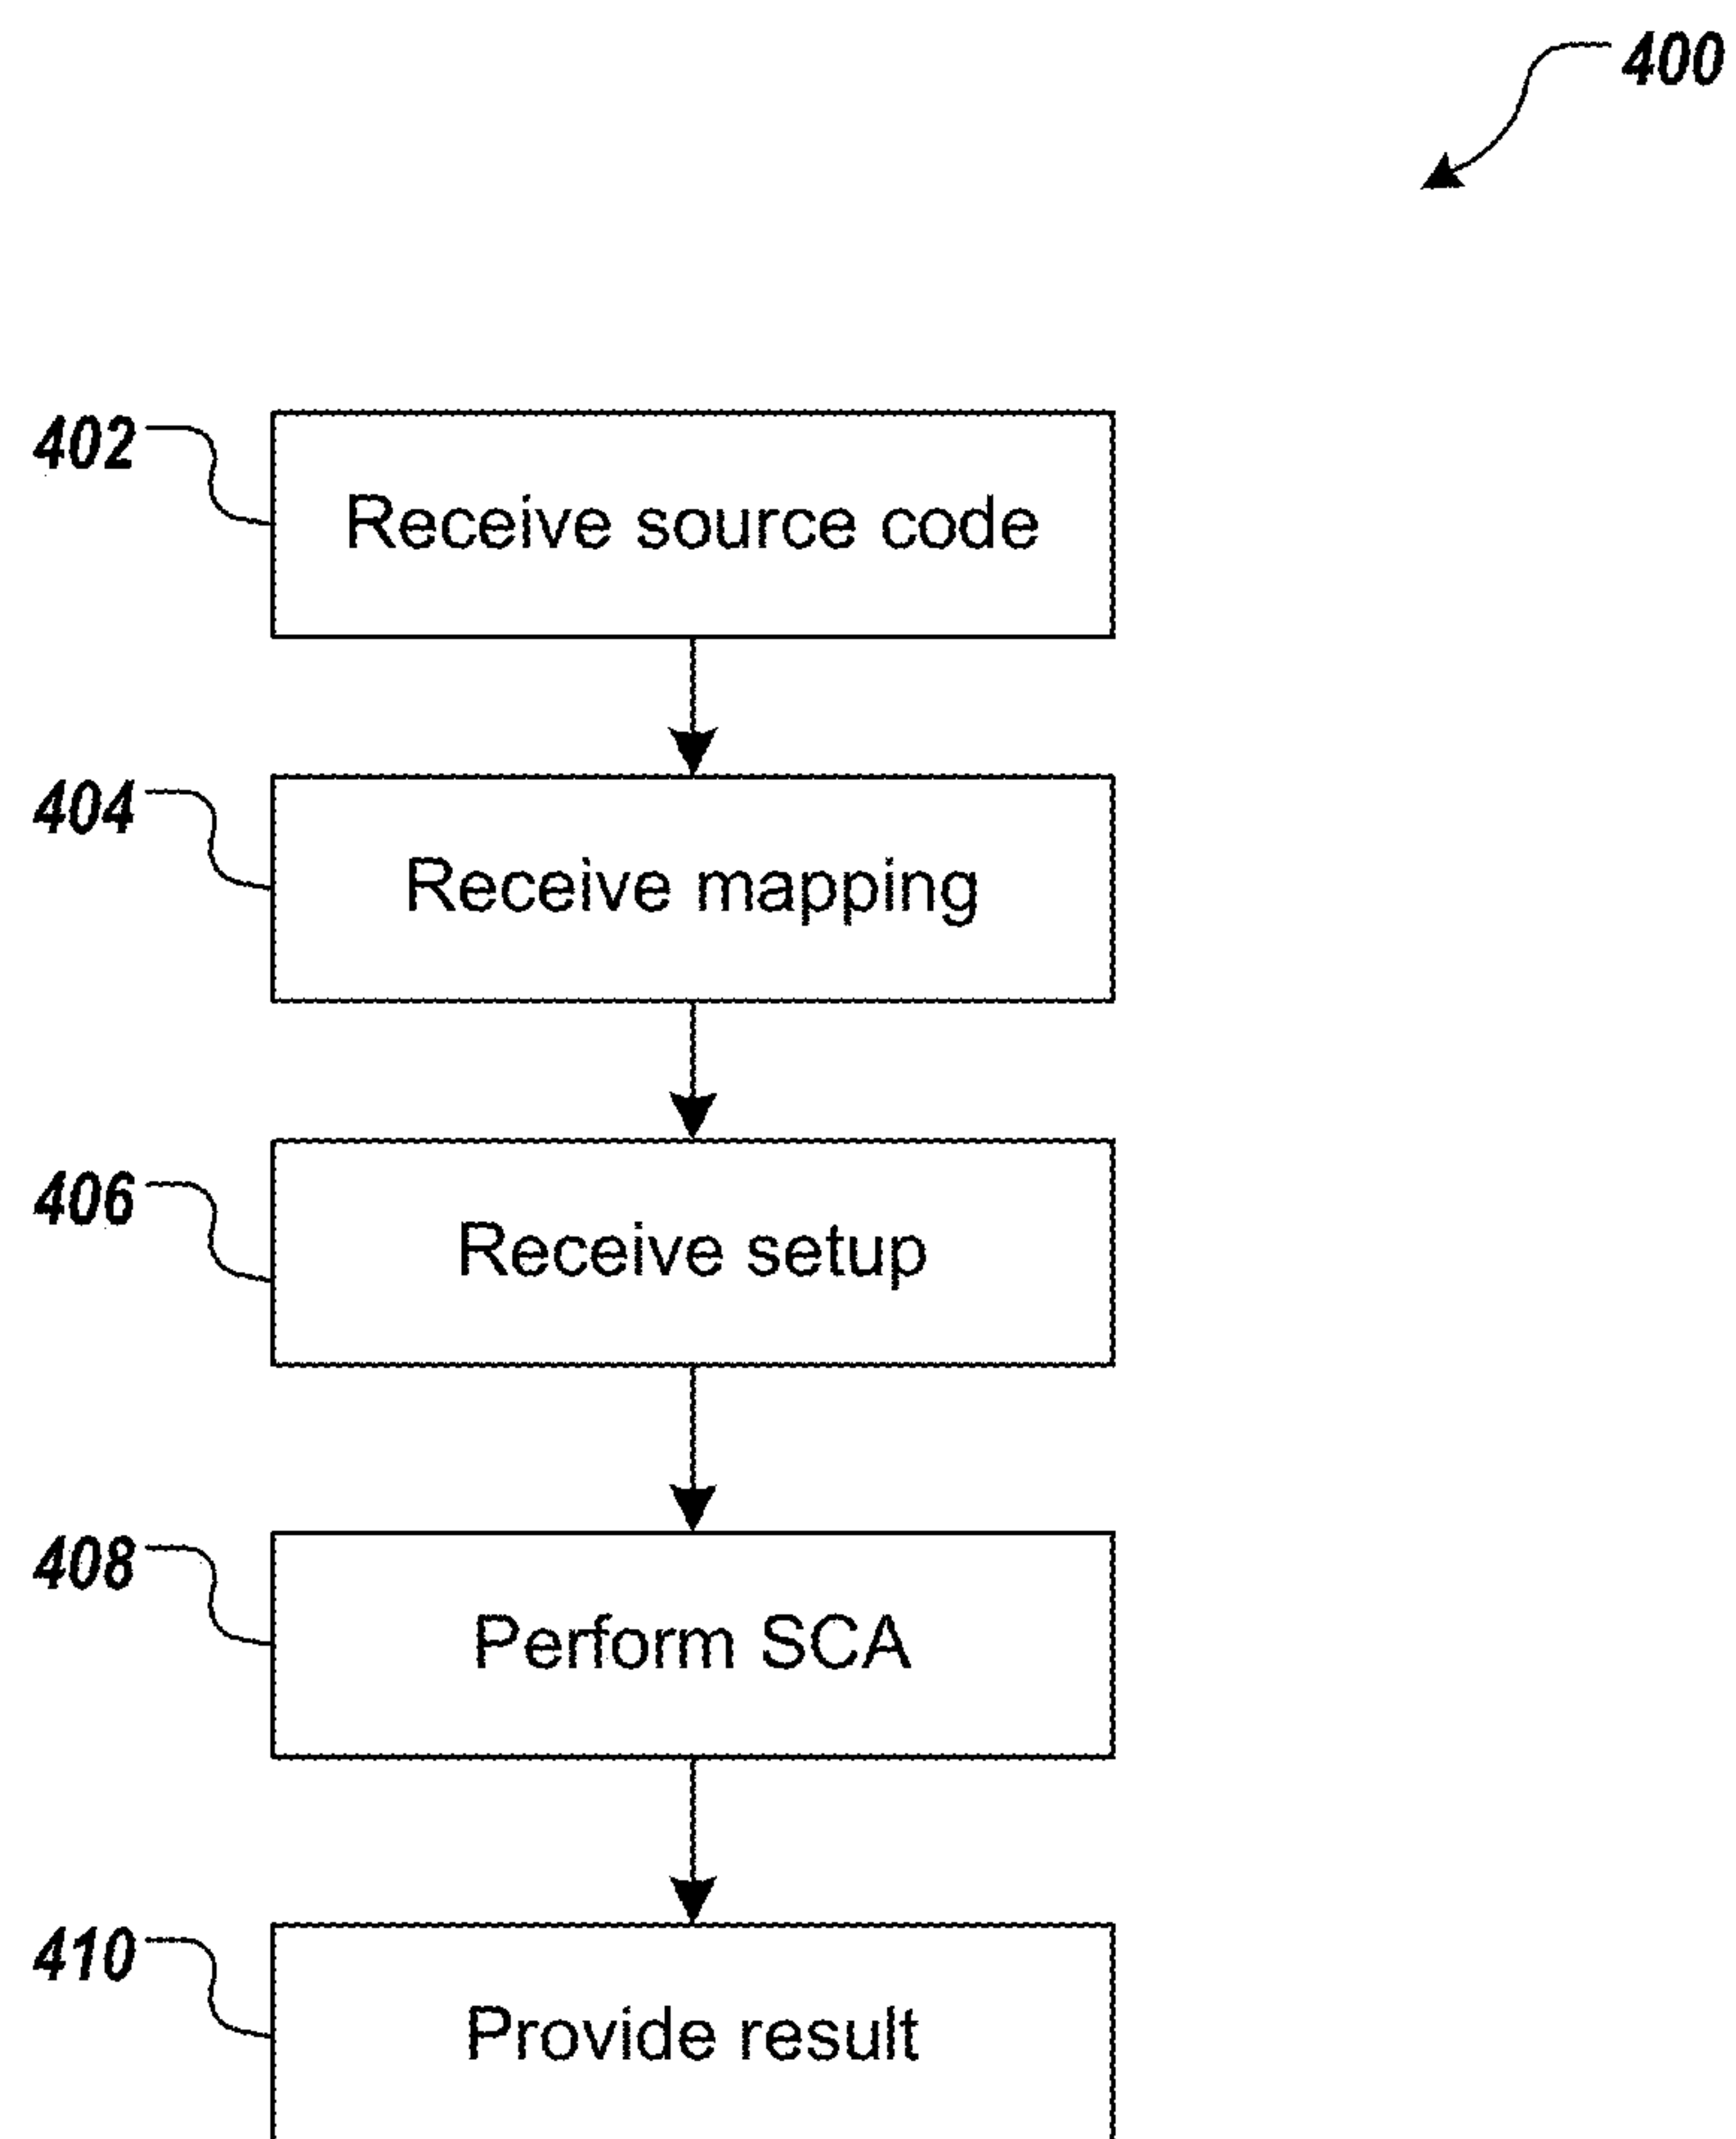 400
402
Receive source code
404
Receive mapping
406
Receive setup
408
Perform SCA
410
Provide result